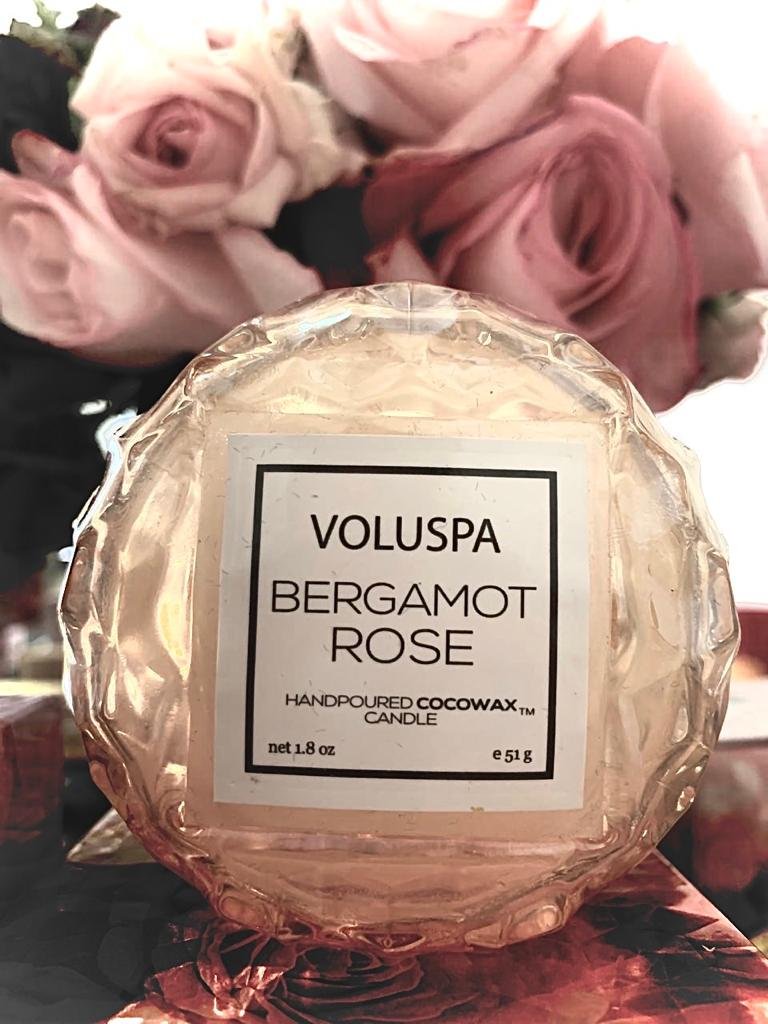 VOLUSPA
BERGAMOT
ROSE
HANDPOURED COCOWAX™
CANDLE
net 1.8 oz e 51 g